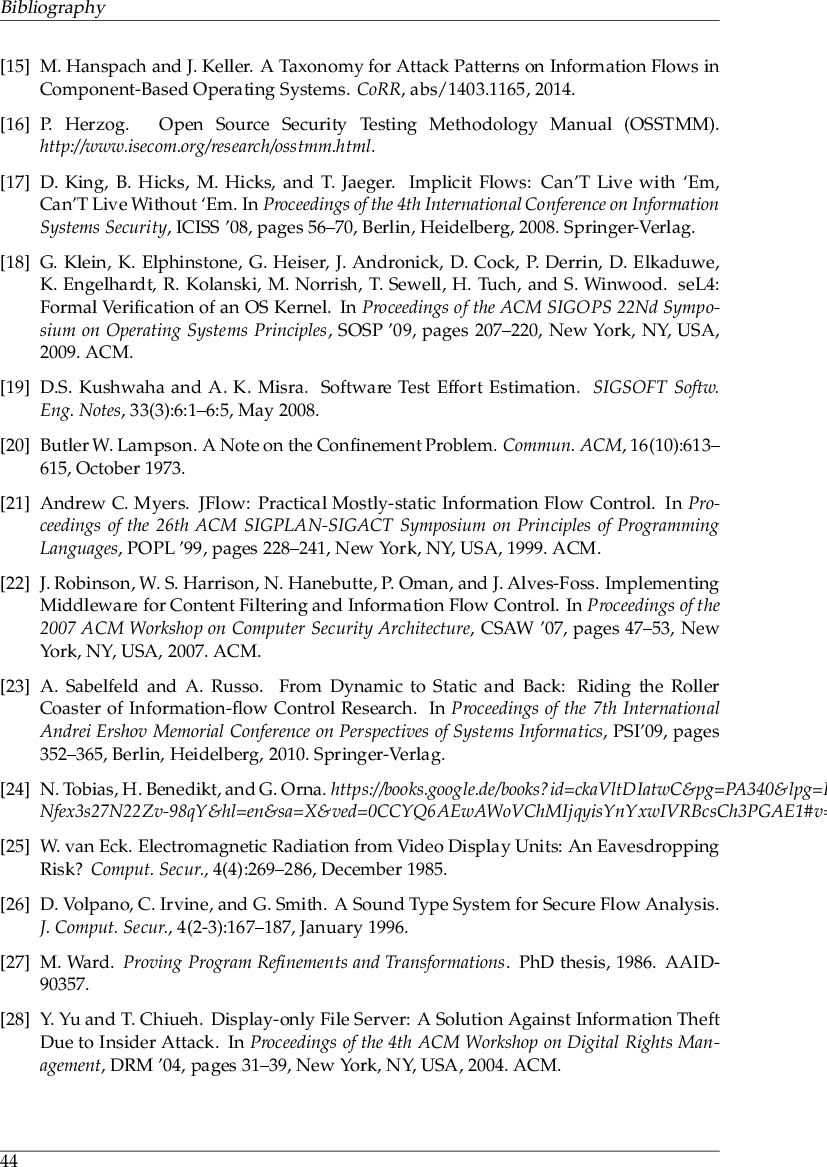 Bibliography
[15] M. Hanspach and J. Keller. A Taxonomy for Attack Patterns on Information Flows in
Component-Based Operating Systems. CoRR, abs/1403.1165, 2014.
[16] P. Herzog. Open Source Security Testing Methodology Manual (OSSTMM).
http://www.isecom.org/research/osstmm.html.
[17] D. King, B. Hicks, M. Hicks, and T. Jaeger. Implicit Flows: Can’T Live with ‘Em,
Can’T Live Without ‘Em. In Proceedings of the 4th International Conference on Information
Systems Security, ICISS ’08, pages 56–70, Berlin, Heidelberg, 2008. Springer-Verlag.
[18] G. Klein, K. Elphinstone, G. Heiser, J. Andronick, D. Cock, P. Derrin, D. Elkaduwe,
K. Engelhardt, R. Kolanski, M. Norrish, T. Sewell, H. Tuch, and S. Winwood. seL4:
Formal Verification of an OS Kernel. In Proceedings of the ACM SIGOPS 22Nd Sympo-
sium on Operating Systems Principles, SOSP ’09, pages 207–220, New York, NY, USA,
2009. ACM.
[19] D.S. Kushwaha and A. K. Misra. Software Test Effort Estimation. SIGSOFT Softw.
Eng. Notes, 33(3):6:1–6:5, May 2008.
[20] Butler W. Lampson. A Note on the Confinement Problem. Commun. ACM, 16(10):613–
615, October 1973.
[21] Andrew C. Myers. JFlow: Practical Mostly-static Information Flow Control. In Pro-
ceedings of the 26th ACM SIGPLAN-SIGACT Symposium on Principles of Programming
Languages, POPL ’99, pages 228–241, New York, NY, USA, 1999. ACM.
[22] J. Robinson, W. S. Harrison, N. Hanebutte, P. Oman, and J. Alves-Foss. Implementing
Middleware for Content Filtering and Information Flow Control. In Proceedings of the
2007 ACM Workshop on Computer Security Architecture, CSAW ’07, pages 47–53, New
York, NY, USA, 2007. ACM.
[23] A. Sabelfeld and A. Russo. From Dynamic to Static and Back: Riding the Roller
Coaster of Information-flow Control Research. In Proceedings of the 7th International
Andrei Ershov Memorial Conference on Perspectives of Systems Informatics, PSI’09, pages
352–365, Berlin, Heidelberg, 2010. Springer-Verlag.
[24] N. Tobias, H. Benedikt, and G. Orna. https://books.google.de/books?id=ckaVltDIatwC&pg=PA340&lpg=
Nfex3s27N22Zv-98qY&hl=en&sa=X&ved=0CCYQ6AEwAWoVChMIjqyisYnYxwIVRBcsCh3PGAE1#v=
[25] W. van Eck. Electromagnetic Radiation from Video Display Units: An Eavesdropping
Risk? Comput. Secur., 4(4):269–286, December 1985.
[26] D. Volpano, C. Irvine, and G. Smith. A Sound Type System for Secure Flow Analysis.
J. Comput. Secur., 4(2-3):167–187, January 1996.
[27] M. Ward. Proving Program Refinements and Transformations. PhD thesis, 1986. AAID-
90357.
[28] Y. Yu and T. Chiueh. Display-only File Server: A Solution Against Information Theft
Due to Insider Attack. In Proceedings of the 4th ACM Workshop on Digital Rights Man-
agement, DRM ’04, pages 31–39, New York, NY, USA, 2004. ACM.
44